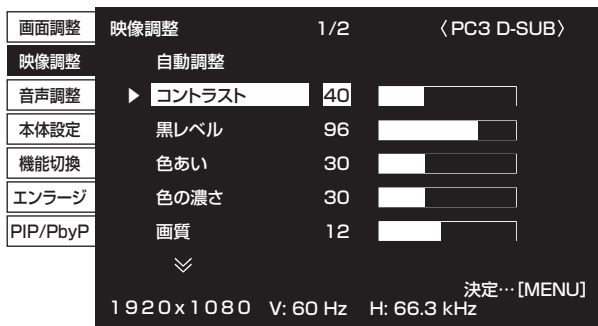 画面調整
映像調整
音声調整
本体設定
機能切換
エンラージ
PIP/PbyP
映像調整 1/2 〈PC3 D-SUB〉
自動調整
コントラスト 40
黒レベル 96
色あい 30
色の濃さ 30
画質 12
決定…[MENU]
1920x1080 V: 60 Hz H: 66.3 kHz